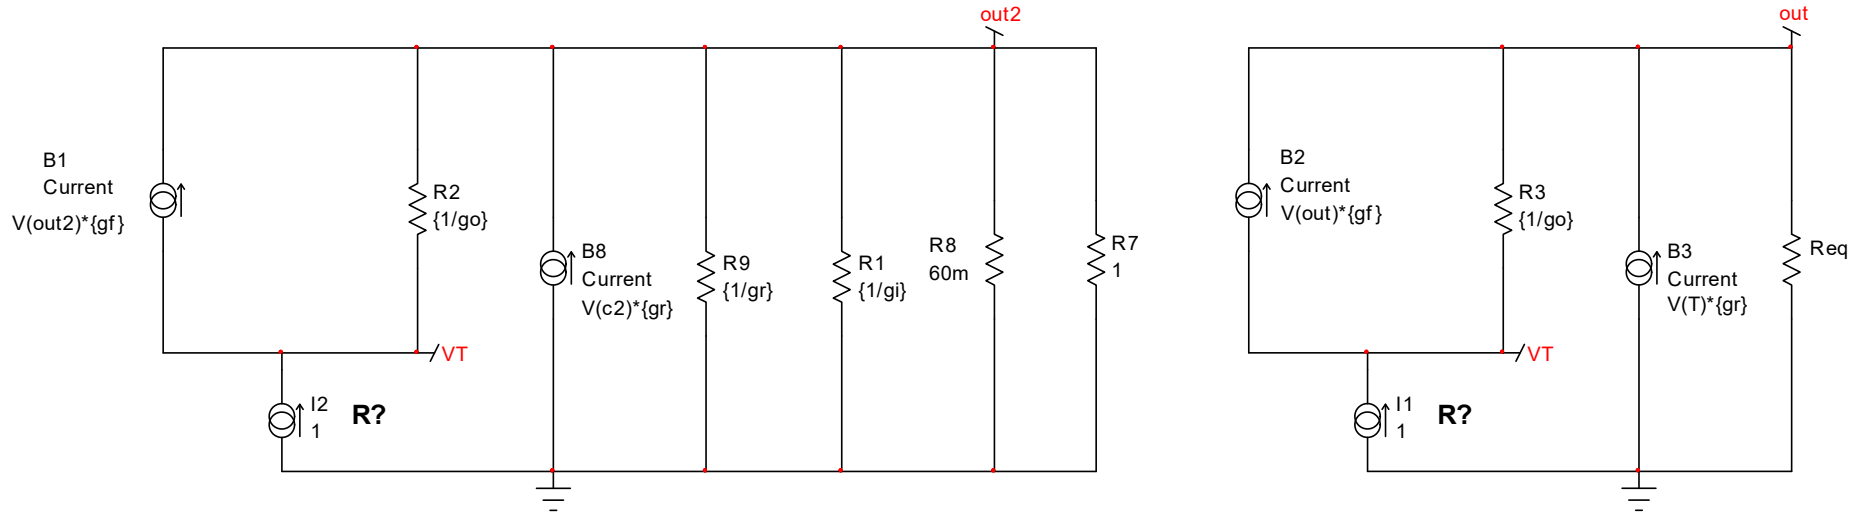 out2
B1
Current
V(out2)*{gf}
R2
{1/go}
B8
Current
V(c2)*{gr}
R9
{1/gr}
R1
{1/gi}
R8
60m
R7
1
VT
I2
1
R?
out
B2
Current
V(out)*{gf}
R3
{1/go}
B3
Current
V(T)*{gr}
Req
VT
I1
1
R?